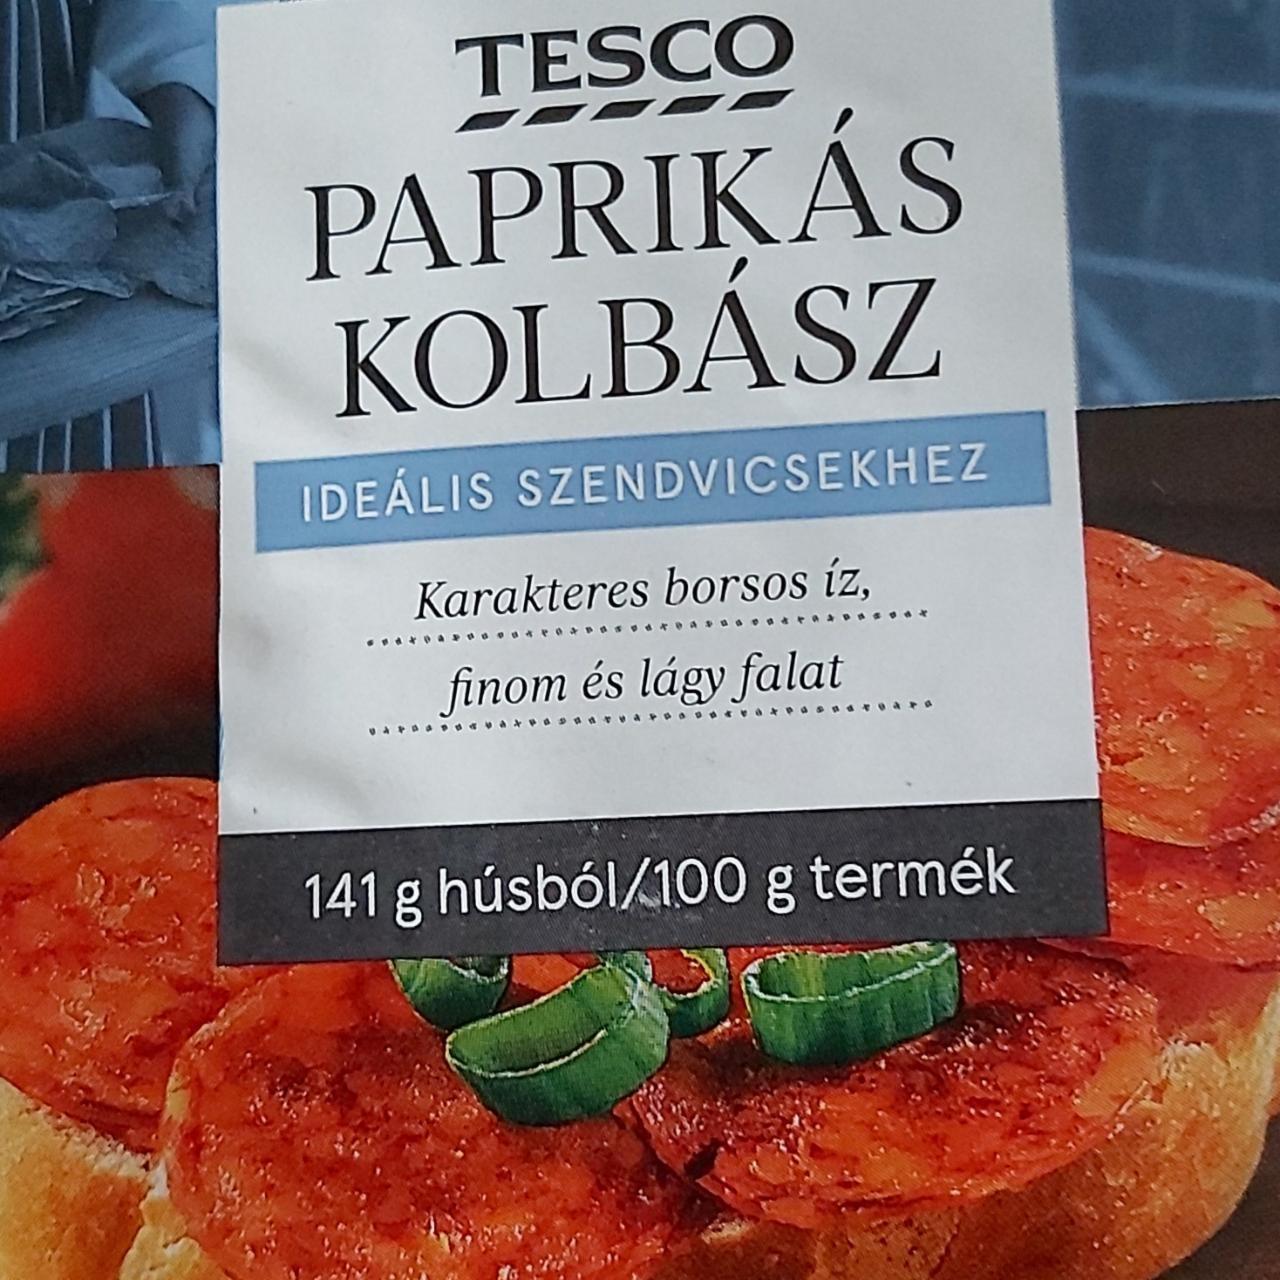 TESCO
PAPRIKÁS
KOLBÁSZ
IDEÁLIS SZENDVICSEKHEZ
Karakteres borsos íz,
finom és lágy falat
141 g húsból/100 g termék